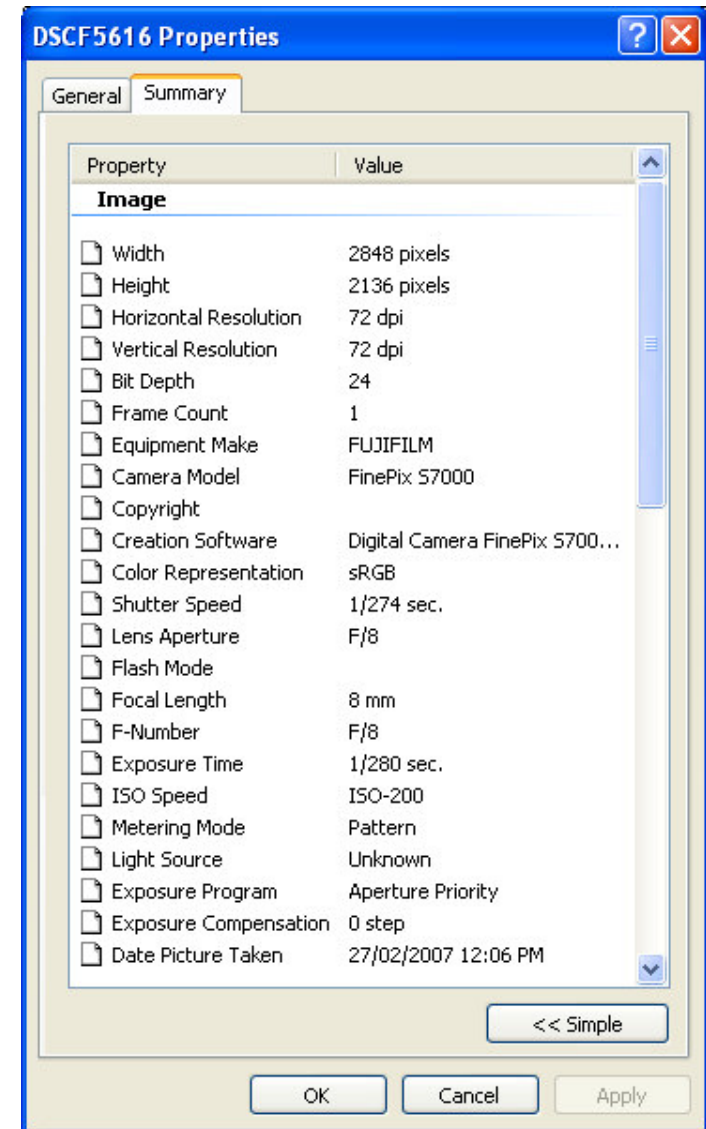 DSCF5616 Properties
General Summary
Property Value
Image
Width 2848 pixels
Height 2136 pixels
Horizontal Resolution 72 dpi
Vertical Resolution 72 dpi
Bit Depth 24
Frame Count 1
Equipment Make FUJIFILM
Camera Model FinePix S7000
Copyright
Creation Software Digital Camera FinePix S700...
Color Representation sRGB
Shutter Speed 1/274 sec.
Lens Aperture F/8
Flash Mode
Focal Length 8 mm
F-Number F/8
Exposure Time 1/280 sec.
ISO Speed ISO-200
Metering Mode Pattern
Light Source Unknown
Exposure Program Aperture Priority
Exposure Compensation 0 step
Date Picture Taken 27/02/2007 12:06 PM
<< Simple
OK Cancel Apply